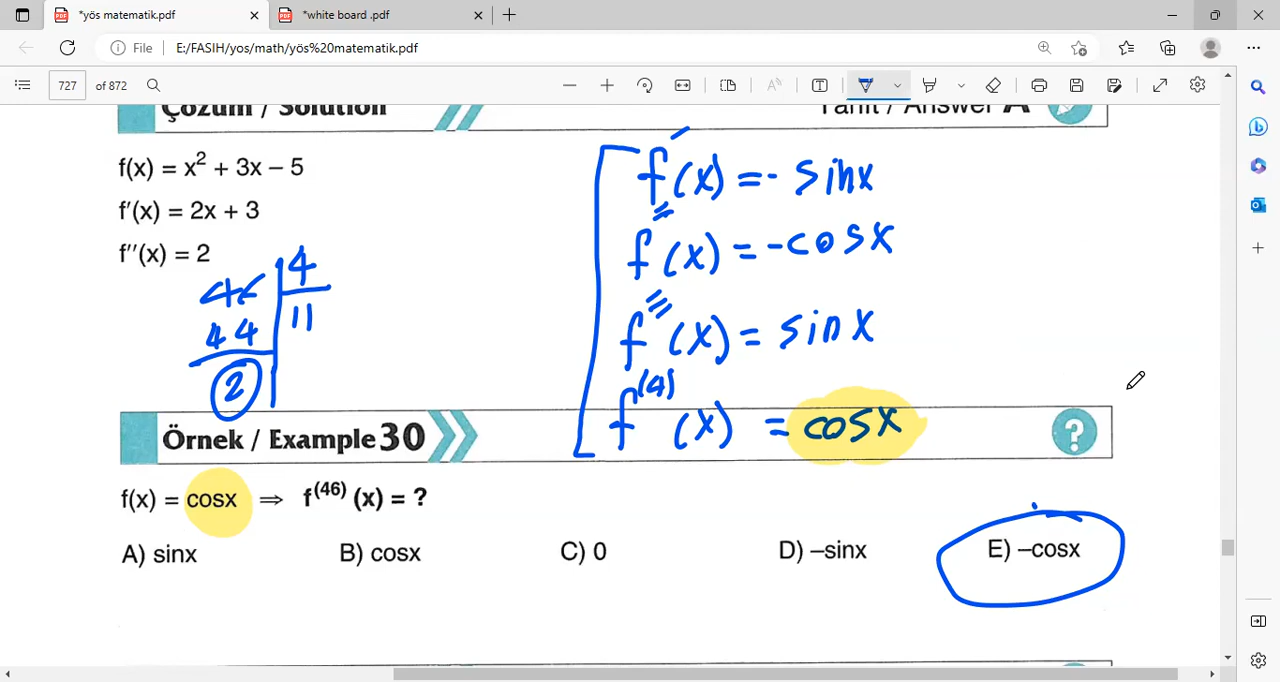 *yös matematik.pdf
*white board .pdf
File E:/FASIH/yos/math/yös%20matematik.pdf
727 of 872
Çözüm / Solution
Yanıt / Answer A
f(x) = x² + 3x – 5
f′(x) = 2x + 3
f′′(x) = 2
4
11
44
2
f′(x) = - sinx
f′′(x) = -cosx
f′′′(x) = sinx
f⁽⁴⁾(x) = cosx
Örnek / Example 30
?
f(x) = cosx ⇒ f⁽⁴⁶⁾ (x) = ?
A) sinx B) cosx C) 0 D) –sinx E) –cosx